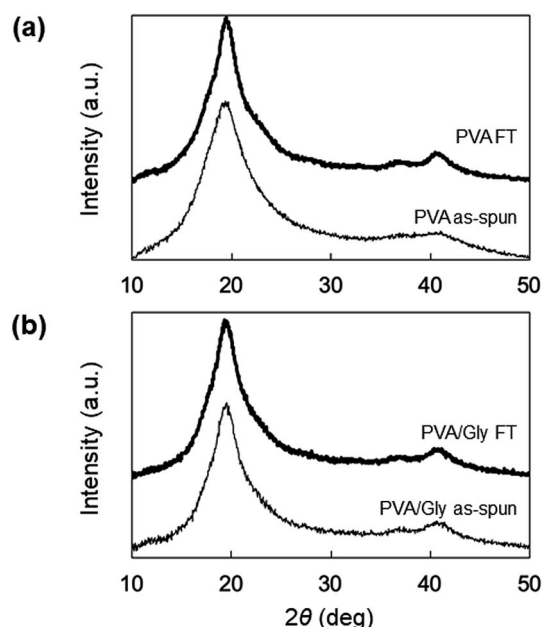 (a)
Intensity (a.u.)
PVA FT
PVA as-spun
10 20 30 40 50
(b)
Intensity (a.u.)
PVA/Gly FT
PVA/Gly as-spun
10 20 30 40 50
2θ (deg)